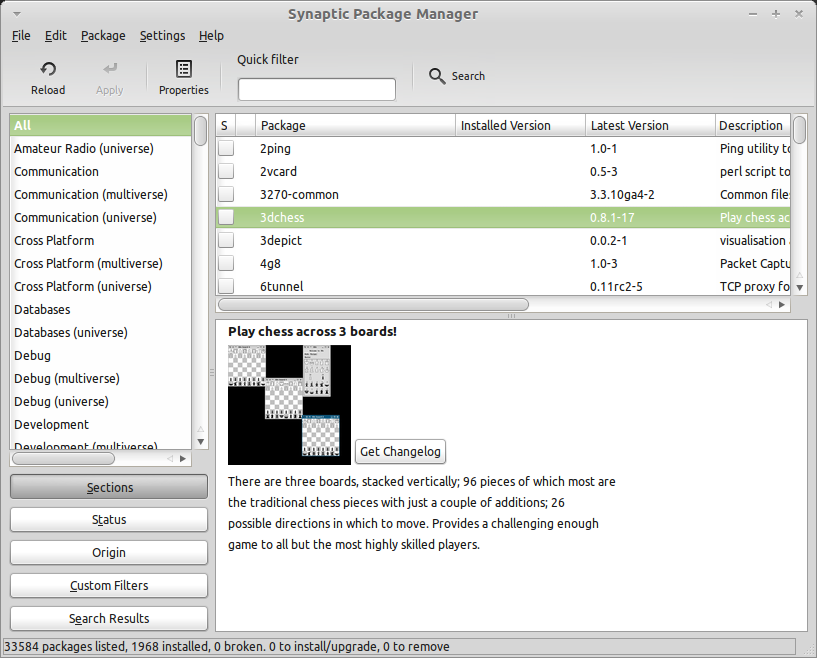 Synaptic Package Manager
File Edit Package Settings Help
Reload Apply Properties Quick filter Search
All
Amateur Radio (universe)
Communication
Communication (multiverse)
Communication (universe)
Cross Platform
Cross Platform (multiverse)
Cross Platform (universe)
Databases
Databases (universe)
Debug
Debug (multiverse)
Debug (universe)
Development
Development (multiverse)
Sections
Status
Origin
Custom Filters
Search Results
S Package Installed Version Latest Version Description
2ping 1.0-1 Ping utility to
2vcard 0.5-3 perl script to
3270-common 3.3.10ga4-2 Common files
3dchess 0.8.1-17 Play chess ac
3depict 0.0.2-1 visualisation
4g8 1.0-3 Packet Captu
6tunnel 0.11rc2-5 TCP proxy fo
Play chess across 3 boards!
Get Changelog
There are three boards, stacked vertically; 96 pieces of which most are
the traditional chess pieces with just a couple of additions; 26
possible directions in which to move. Provides a challenging enough
game to all but the most highly skilled players.
33584 packages listed, 1968 installed, 0 broken. 0 to install/upgrade, 0 to remove